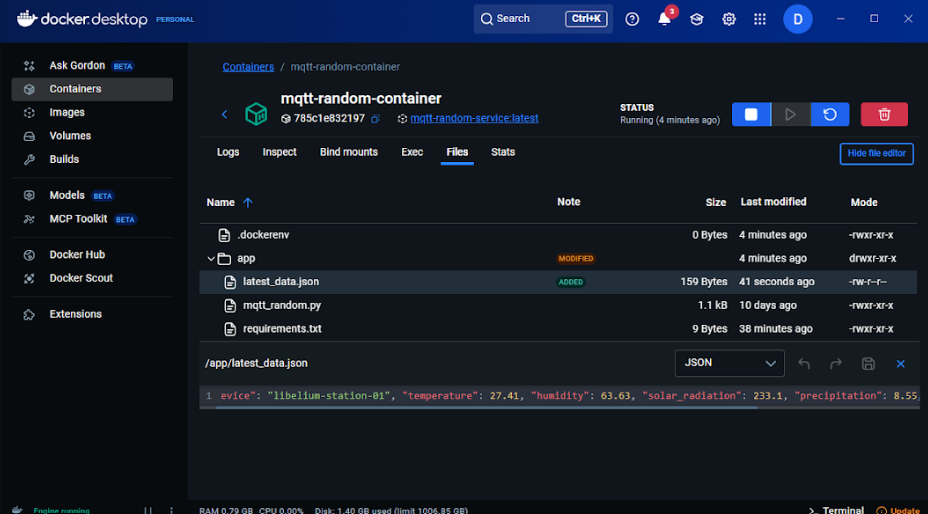 docker.desktop PERSONAL
Search Ctrl+K
3
D
Ask Gordon BETA
Containers
Images
Volumes
Builds
Models BETA
MCP Toolkit BETA
Docker Hub
Docker Scout
Extensions
Containers / mqtt-random-container
mqtt-random-container
785c1e832197 mqtt-random-service:latest
STATUS
Running (4 minutes ago)
Logs Inspect Bind mounts Exec Files Stats
Hide file editor
Name Note Size Last modified Mode
.dockerenv 0 Bytes 4 minutes ago -rwxr-xr-x
app MODIFIED 4 minutes ago drwxr-xr-x
latest_data.json ADDED 159 Bytes 41 seconds ago -rw-r--r--
mqtt_random.py 1.1 kB 10 days ago -rwxr-xr-x
requirements.txt 9 Bytes 38 minutes ago -rwxr-xr-x
/app/latest_data.json JSON
1 evice": "libelium-station-01", "temperature": 27.41, "humidity": 63.63, "solar_radiation": 233.1, "precipitation": 8.55,
Engine running RAM 0.79 GB CPU 0.00% Disk: 1.40 GB used (limit 1006.85 GB) >_ Terminal Update